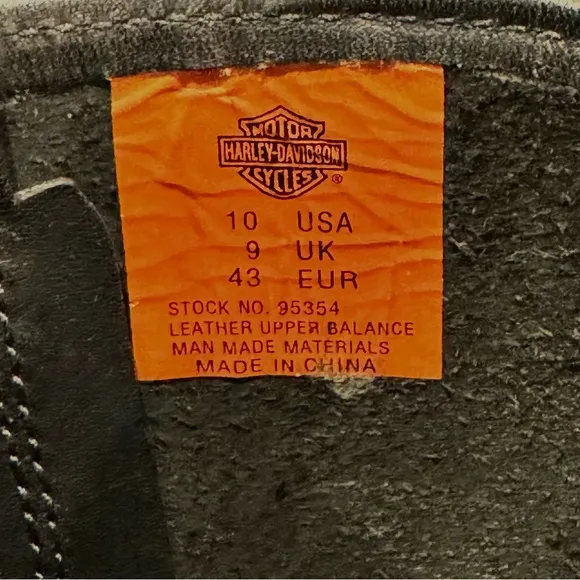 MOTOR
HARLEY-DAVIDSON
CYCLES
®
10 USA
9 UK
43 EUR
STOCK NO. 95354
LEATHER UPPER BALANCE
MAN MADE MATERIALS
MADE IN CHINA